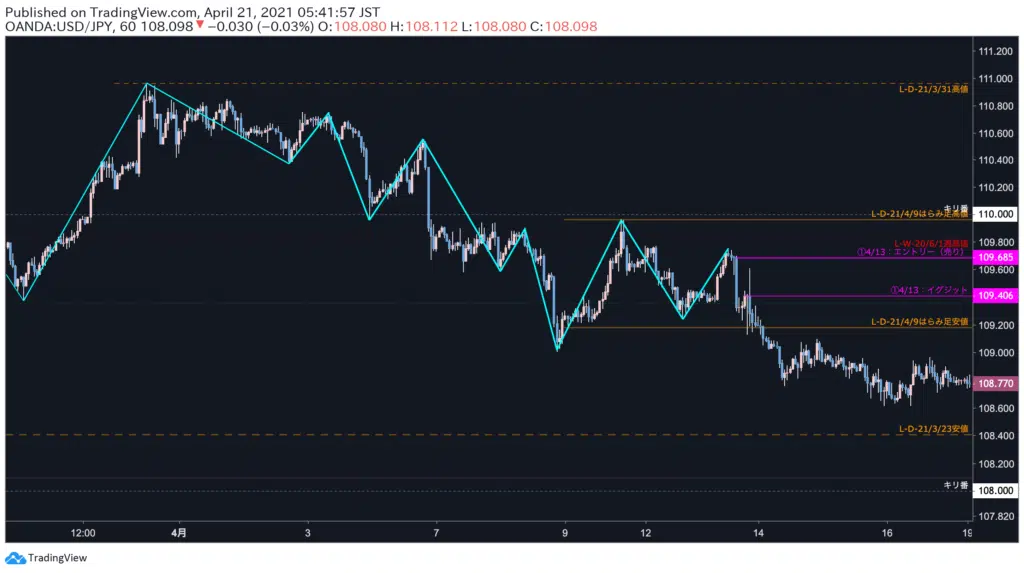 Published on TradingView.com, April 21, 2021 05:41:57 JST
OANDA:USD/JPY, 60 108.098▼ −0.030 (−0.03%) O:108.080 H:108.112 L:108.080 C:108.098
111.200
111.000
L-D-21/3/31高値
110.800
110.600
110.400
110.200
キリ番
L-D-21/4/9はらみ足高値
110.000
109.800
L-W-20/6/1週高値
①4/13：エントリー（売り）
109.685
109.600
①4/13：イグジット
109.406
L-D-21/4/9はらみ足安値
109.200
109.000
108.770
108.600
L-D-21/3/23安値
108.400
108.200
キリ番
108.000
107.820
12:00 4月 3 7 9 12 14 16 19
TradingView